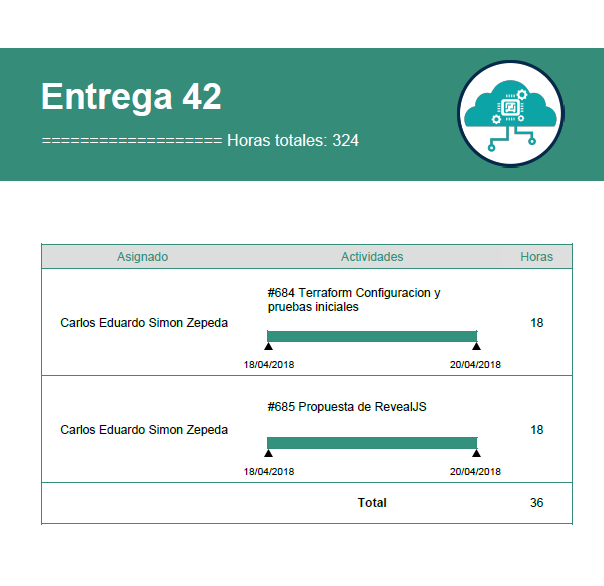 Entrega 42
=================== Horas totales: 324
Asignado Actividades Horas
#684 Terraform Configuracion y
pruebas iniciales
Carlos Eduardo Simon Zepeda 18
18/04/2018 20/04/2018
#685 Propuesta de RevealJS
Carlos Eduardo Simon Zepeda 18
18/04/2018 20/04/2018
Total 36